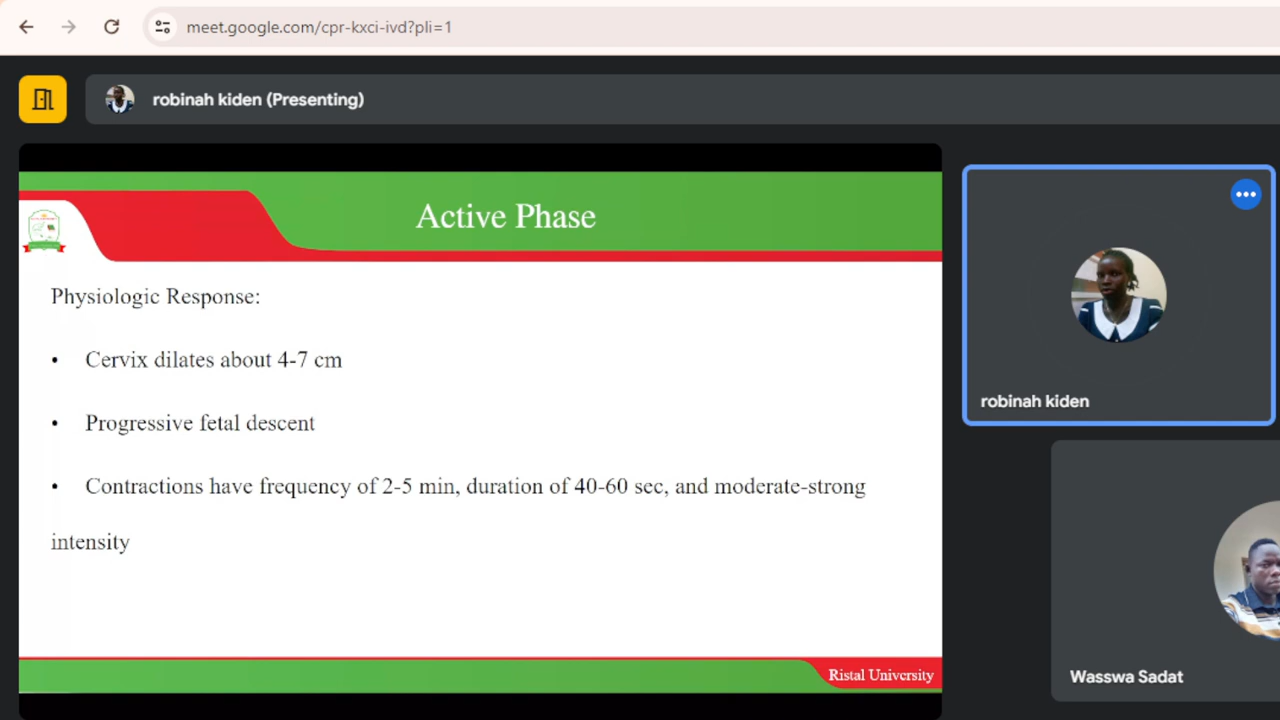 meet.google.com/cpr-kxci-ivd?pli=1
robinah kiden (Presenting)
Active Phase
Physiologic Response:
• Cervix dilates about 4-7 cm
• Progressive fetal descent
• Contractions have frequency of 2-5 min, duration of 40-60 sec, and moderate-strong
intensity
Ristal University
robinah kiden
Wasswa Sadat